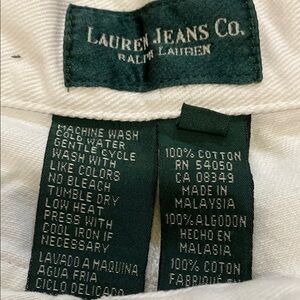 LAUREN JEANS CO.
RALPH LAUREN
MACHINE WASH
COLD WATER
GENTLE CYCLE
WASH WITH
LIKE COLORS
NO BLEACH
TUMBLE DRY
LOW HEAT
PRESS WITH
COOL IRON IF
NECESSARY
LAVADO A MAQUINA
AGUA FRIA
CICLO DELICADO
100% COTTON
RN 54050
CA 08349
MADE IN
MALAYSIA
100% ALGODON
HECHO EN
MALASIA
100% COTON